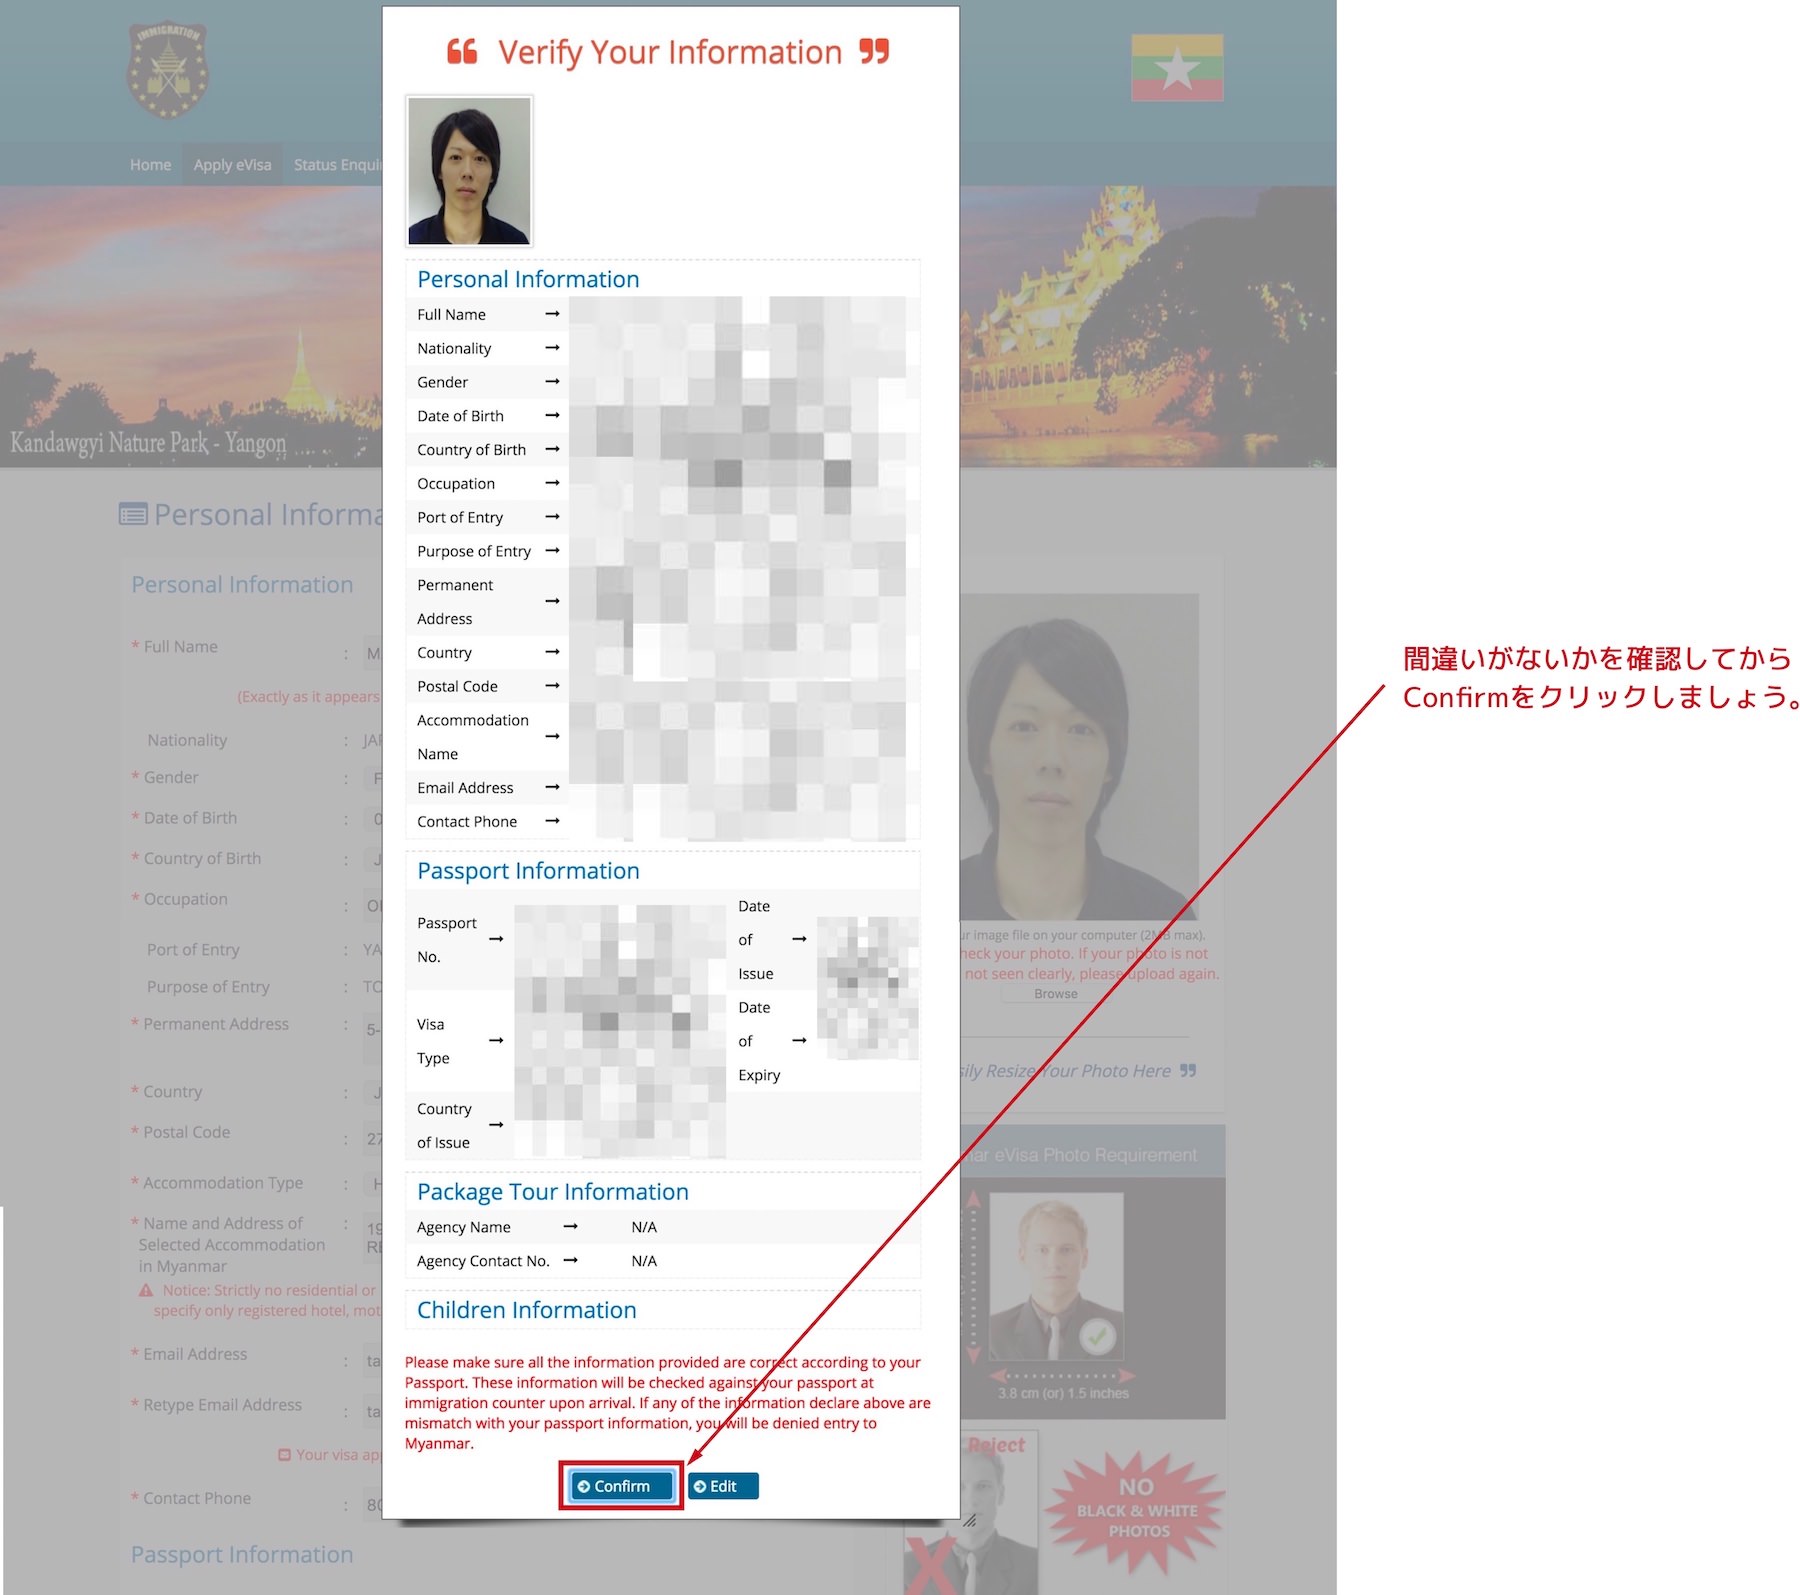 IMMIGRATION
Home
Apply eVisa
Status
Kandawgyi Nature Park - Yangon
Personal
Personal Information
* Full Name :
(Exactly as it appears
Nationality :
* Gender :
* Date of Birth :
* Country of Birth :
* Occupation :
Port of Entry :
Purpose of Entry :
* Permanent Address : 5-
* Country :
* Postal Code : 27
* Accommodation Type :
* Name and Address of : 19
Selected Accommodation
in Myanmar
Notice: Strictly no residential or
specify only registered hotel,
* Email Address : ta
* Retype Email Address : ta
Your visa
* Contact Phone :
Passport Information
❝ Verify Your Information ❞
Personal Information
Full Name →
Nationality →
Gender →
Date of Birth →
Country of Birth →
Occupation →
Port of Entry →
Purpose of Entry →
Permanent
Address →
Country →
Postal Code →
Accommodation
Name →
Email Address →
Contact Phone →
Passport Information
Passport
No. →
Visa
Type →
Country
of Issue →
Date
of →
Issue
Date
of →
Expiry
Package Tour Information
Agency Name → N/A
Agency Contact No. → N/A
Children Information
Please make sure all the information provided are correct according to your
Passport. These information will be checked against your passport at
immigration counter upon arrival. If any of the information declare above are
mismatch with your passport information, you will be denied entry to
Myanmar.
Confirm
Edit
image file on your computer (2MB max).
your photo. If your photo is not
not seen clearly, please upload again.
Browse
Resize Your Photo Here ❞
eVisa Photo Requirement
3.8 cm (or) 1.5 inches
Reject
X
NO
BLACK & WHITE
PHOTOS
間違いがないかを確認してから
Confirmをクリックしましょう。